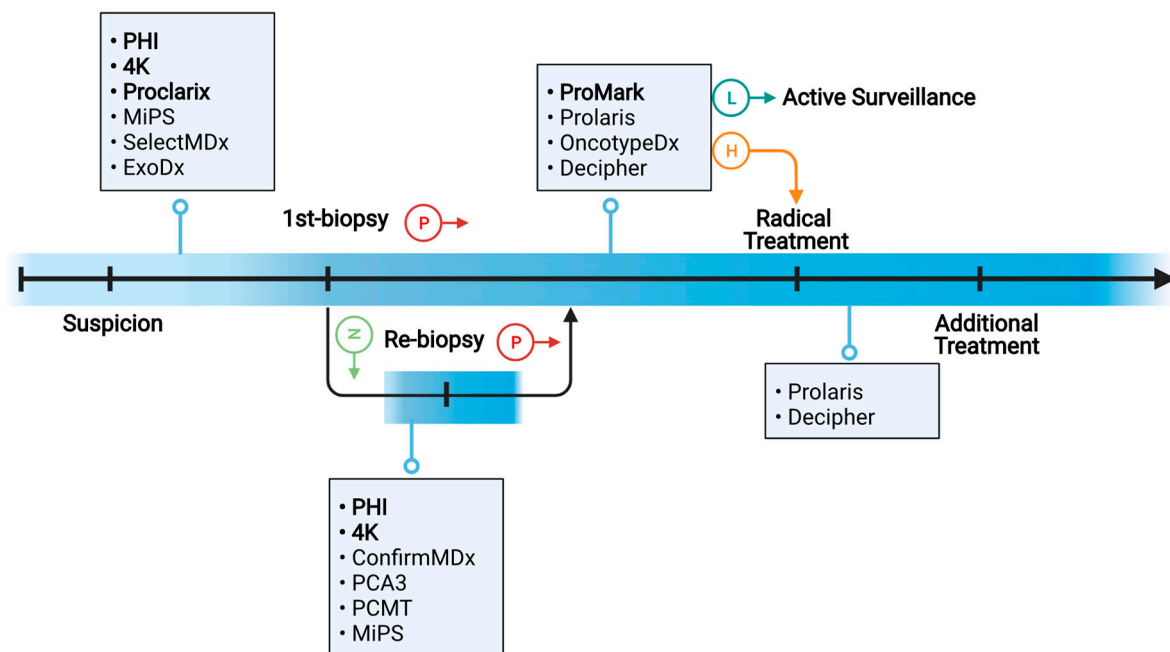 • PHI
• 4K
• Proclarix
• MiPS
• SelectMDx
• ExoDx
• ProMark
• Prolaris
• OncotypeDx
• Decipher
L
Active Surveillance
H
1st-biopsy
P
Radical
Treatment
Suspicion
N
Re-biopsy
P
Additional
Treatment
• Prolaris
• Decipher
• PHI
• 4K
• ConfirmMDx
• PCA3
• PCMT
• MiPS